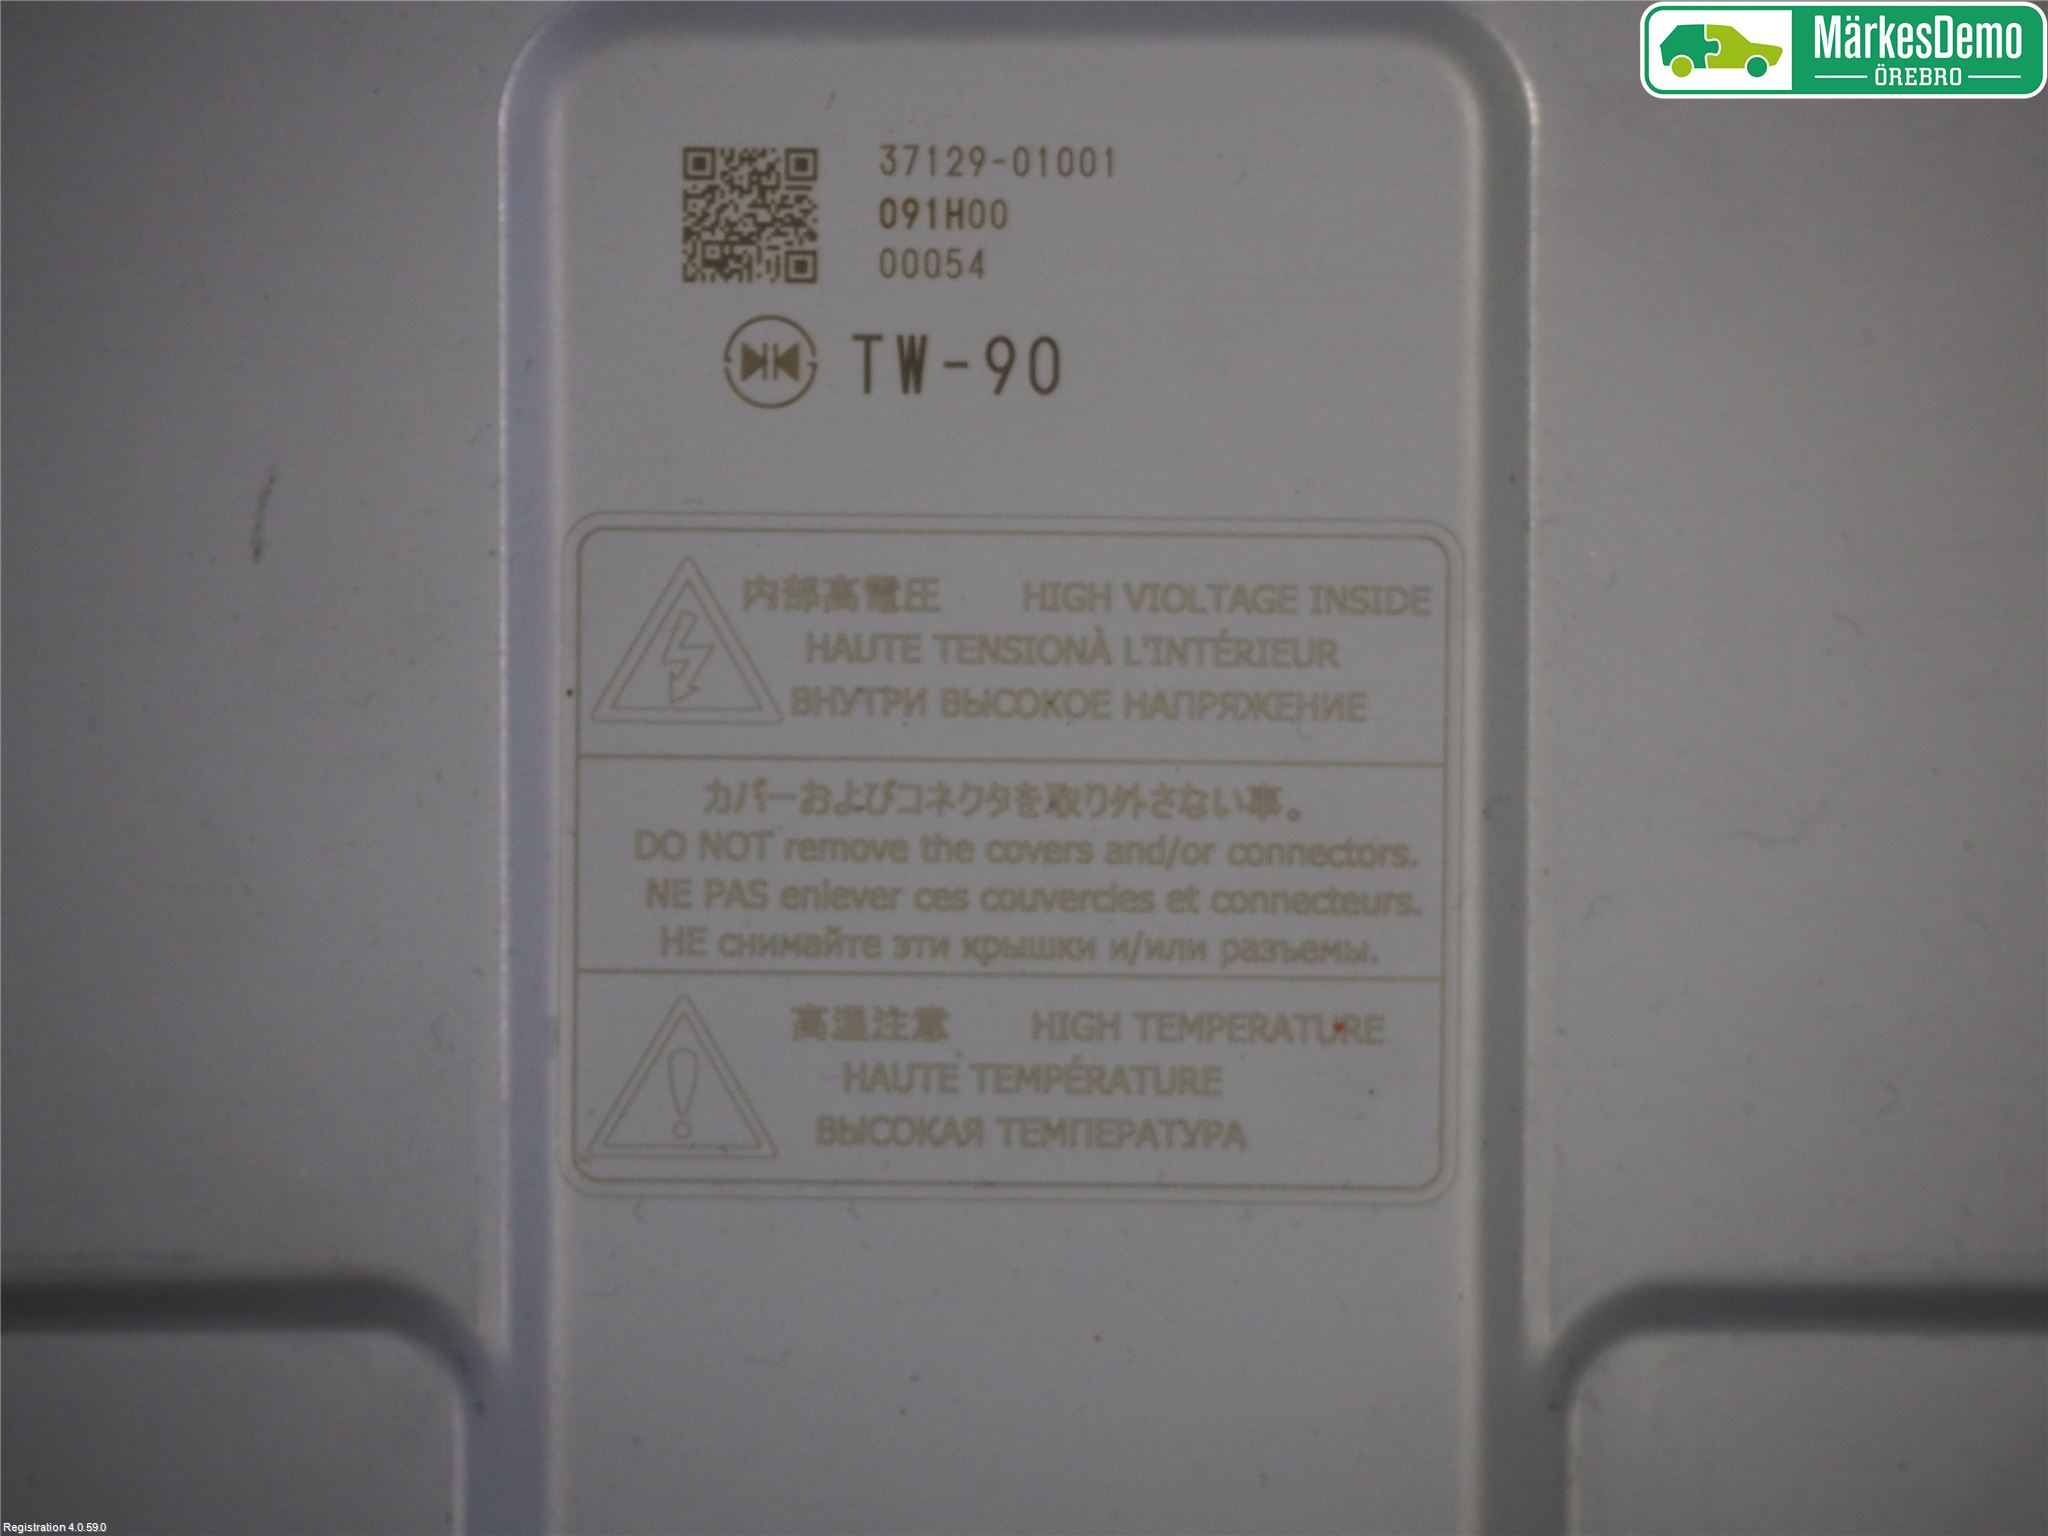 MärkesDemo
ÖREBRO
37129-01001
091H00
00054
TW-90
内部高電圧 HIGH VIOLTAGE INSIDE
HAUTE TENSIONÀ L'INTÉRIEUR
ВНУТРИ ВЫСОКОЕ НАПРЯЖЕНИЕ
カバーおよびコネクタを取り外さない事。
DO NOT remove the covers and/or connectors.
NE PAS enlever ces couvercles et connecteurs.
НЕ снимайте эти крышки и/или разъемы.
高温注意 HIGH TEMPERATURE
HAUTE TEMPÉRATURE
ВЫСОКАЯ ТЕМПЕРАТУРА
Registration 4.0.59.0